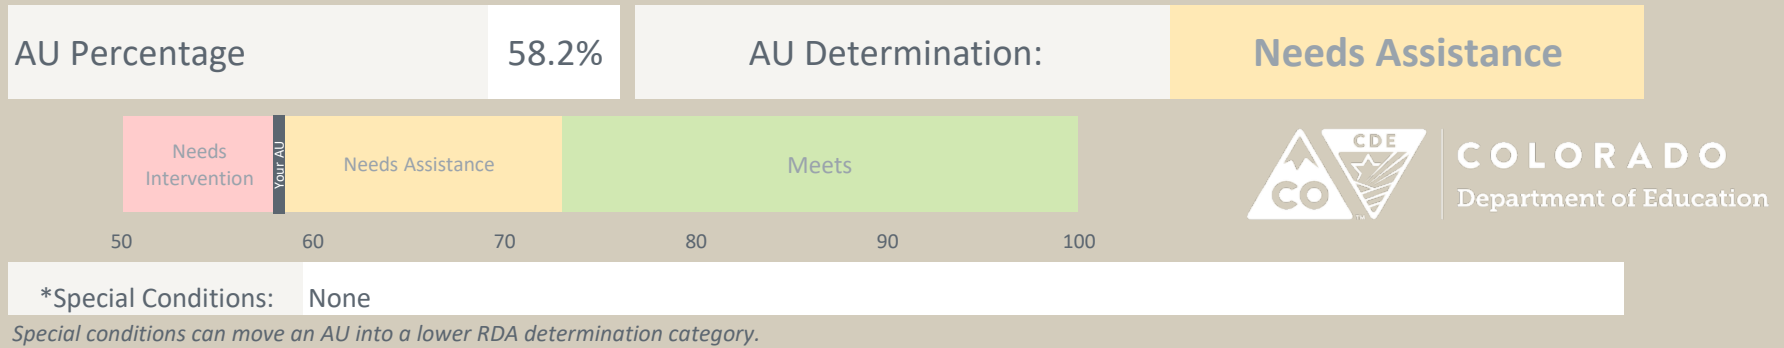 AU Percentage 58.2% AU Determination: Needs Assistance
Needs Intervention
Your AU
Needs Assistance
Meets
CDE
CO
TM
COLORADO
Department of Education
50 60 70 80 90 100
*Special Conditions: None
Special conditions can move an AU into a lower RDA determination category.